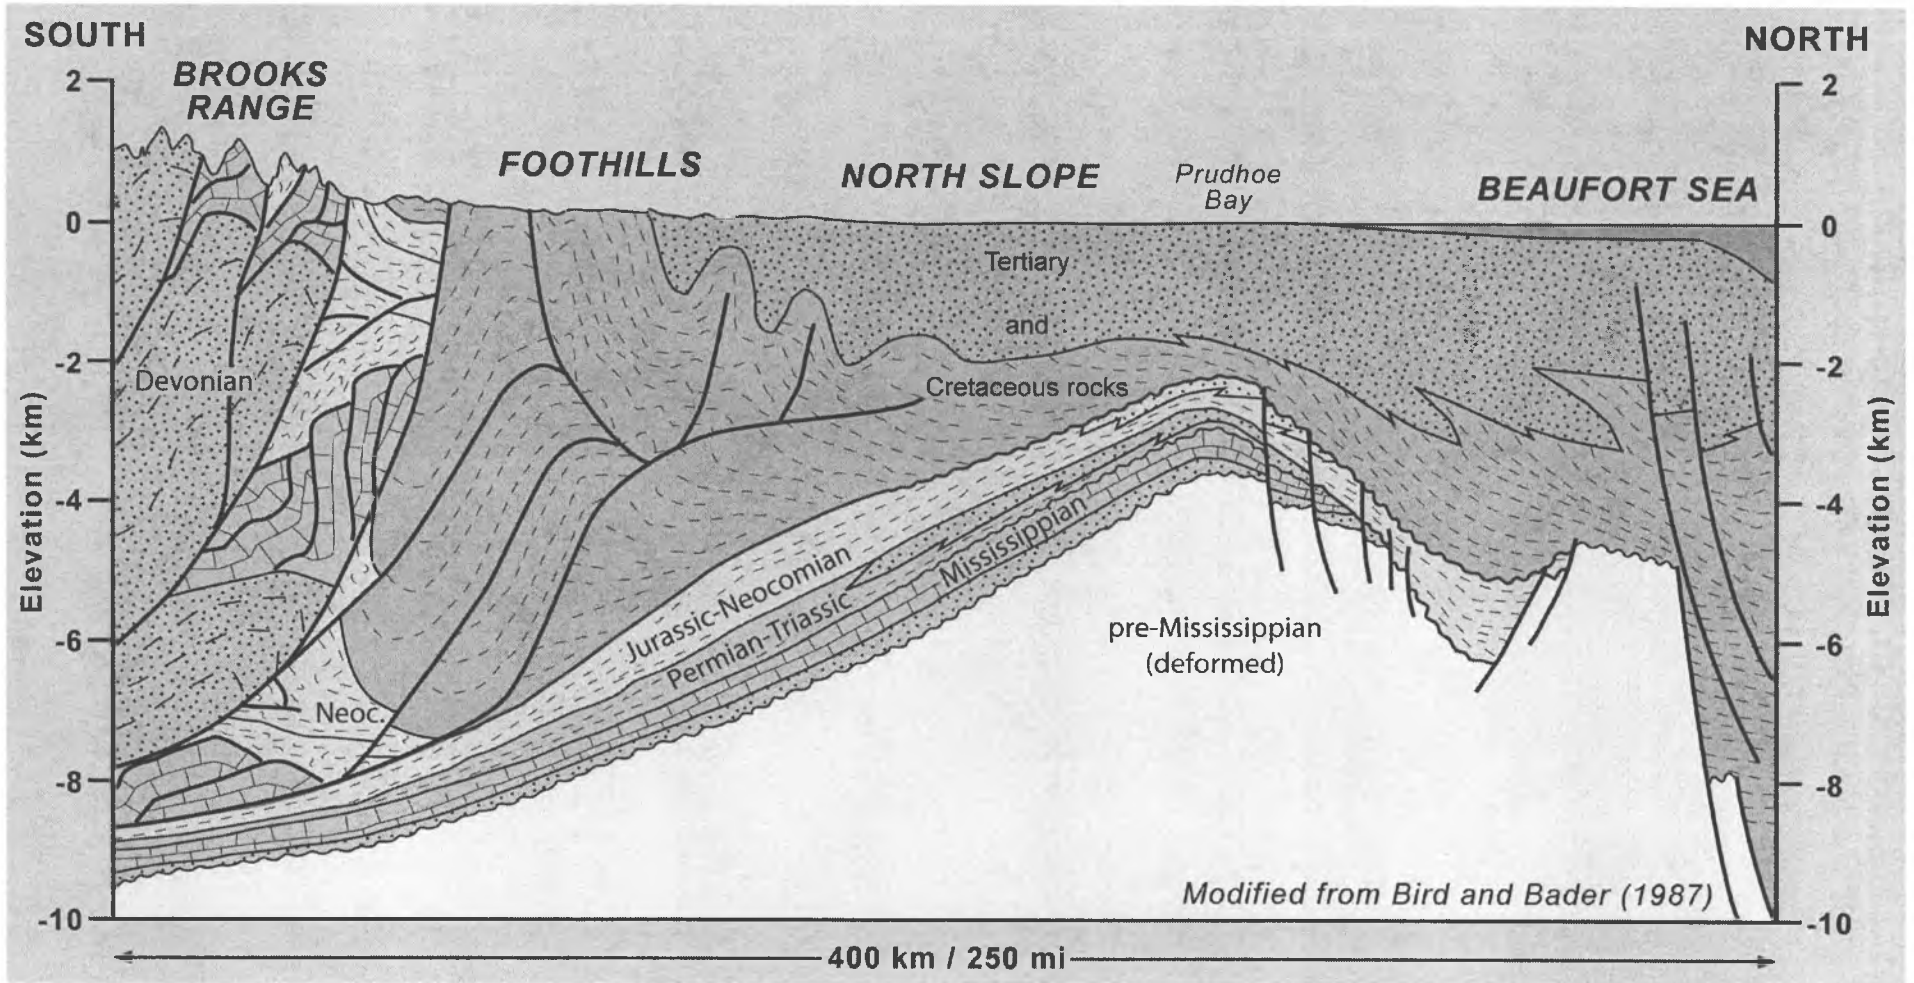 SOUTH
NORTH
BROOKS
RANGE
FOOTHILLS
NORTH SLOPE
Prudhoe
Bay
BEAUFORT SEA
2
0
-2
-4
-6
-8
-10
Elevation (km)
2
0
-2
-4
-6
-8
-10
Elevation (km)
Tertiary
and
Cretaceous rocks
Devonian
Jurassic-Neocomian
Permian-Triassic
Mississippian
Neoc.
pre-Mississippian
(deformed)
Modified from Bird and Bader (1987)
400 km / 250 mi